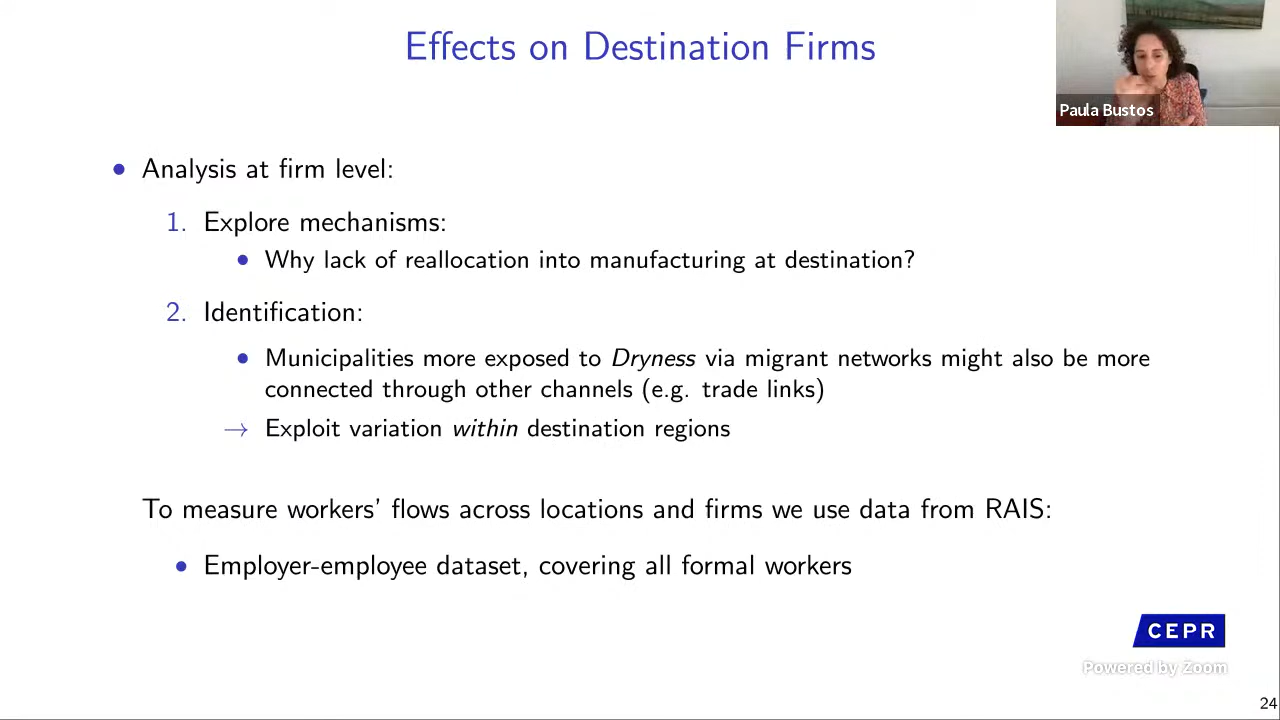 Effects on Destination Firms
Paula Bustos
• Analysis at firm level:
1. Explore mechanisms:
• Why lack of reallocation into manufacturing at destination?
2. Identification:
• Municipalities more exposed to Dryness via migrant networks might also be more
connected through other channels (e.g. trade links)
→ Exploit variation within destination regions
To measure workers' flows across locations and firms we use data from RAIS:
• Employer-employee dataset, covering all formal workers
CEPR
Powered by Zoom
24